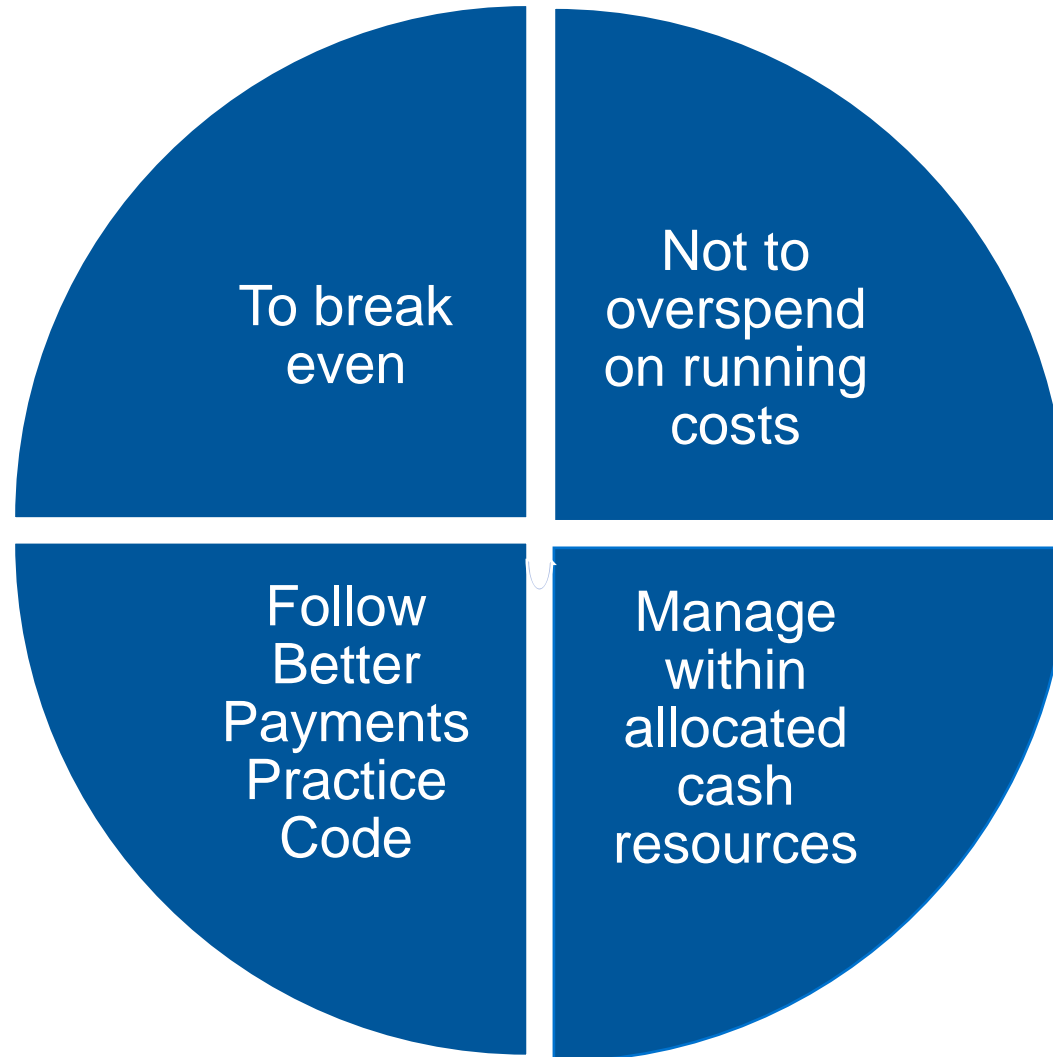 To break
even
Not to
overspend
on running
costs
Follow
Better
Payments
Practice
Code
Manage
within
allocated
cash
resources